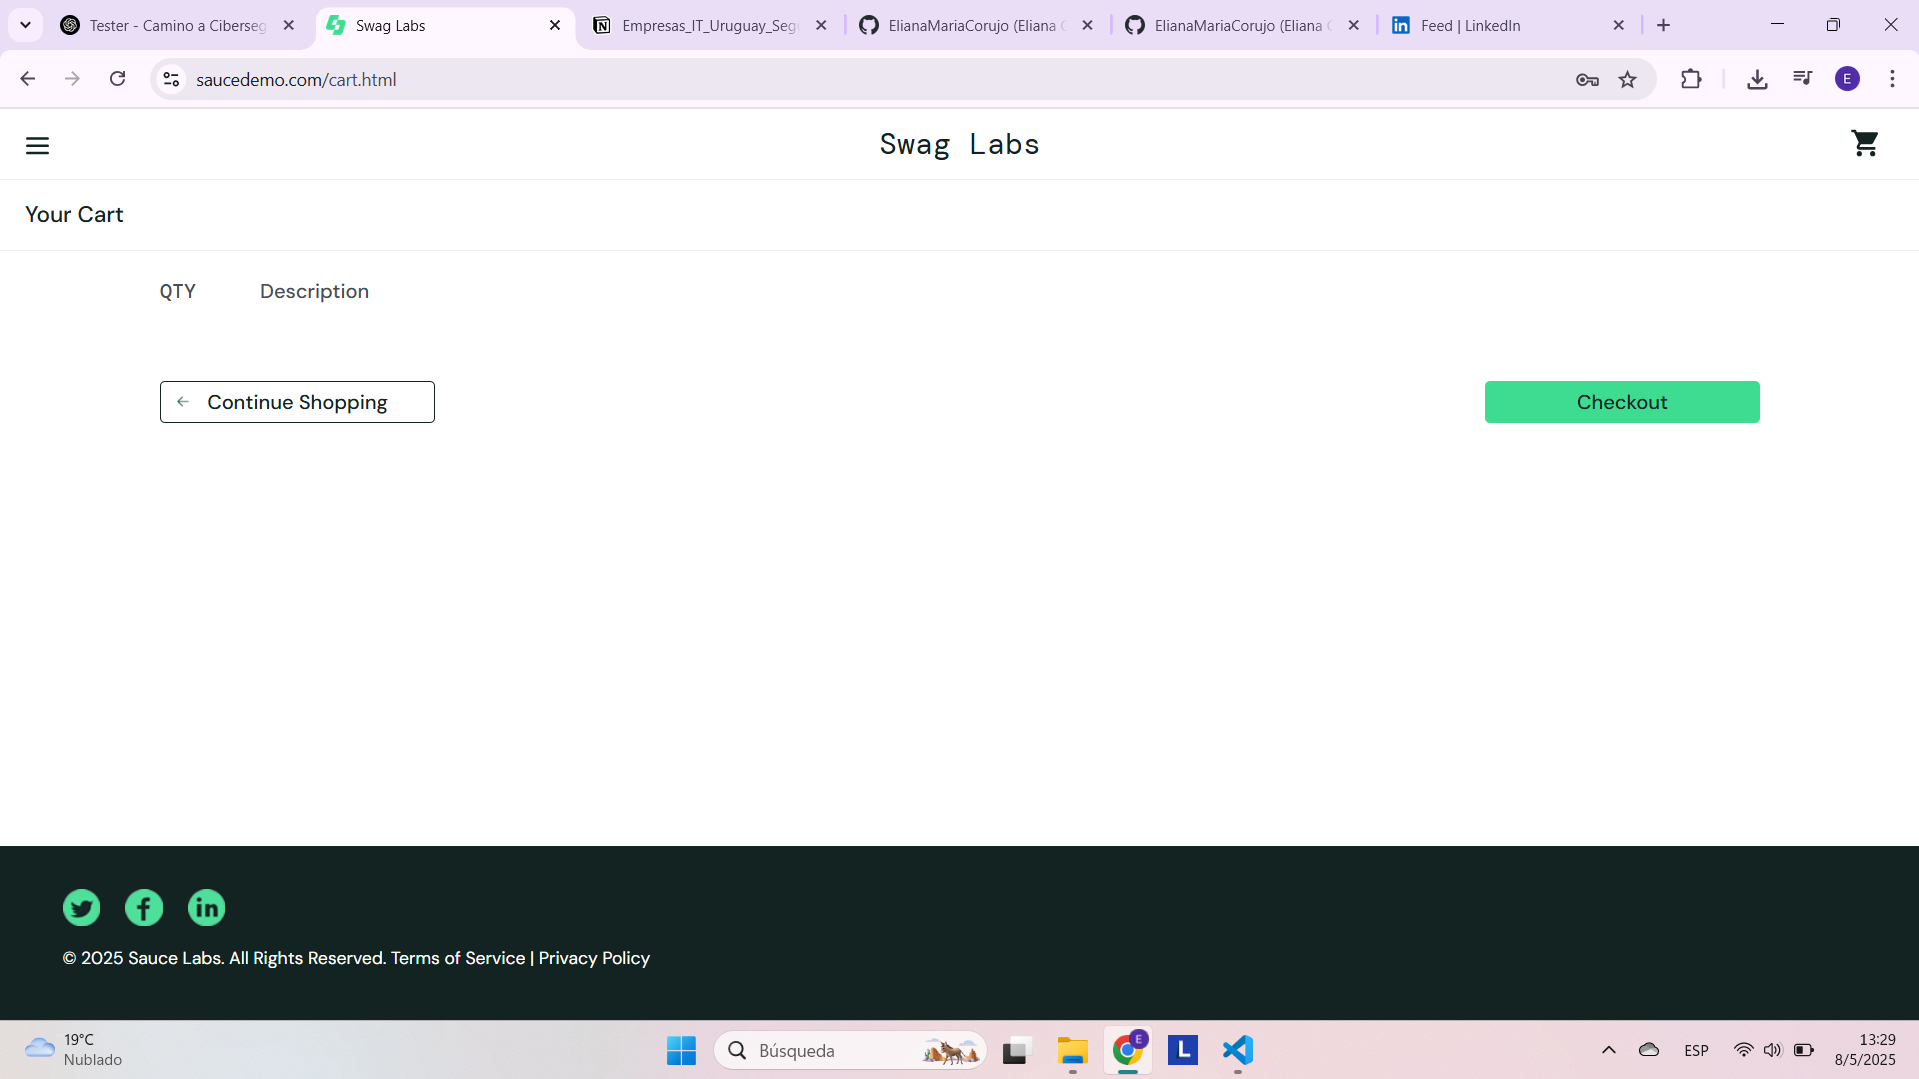 Tester - Camino a Ciberseg
Swag Labs
Empresas_IT_Uruguay_Seg
ElianaMariaCorujo (Eliana C
ElianaMariaCorujo (Eliana C
Feed | LinkedIn
saucedemo.com/cart.html
E
Swag Labs
Your Cart
QTY
Description
Continue Shopping
Checkout
© 2025 Sauce Labs. All Rights Reserved. Terms of Service | Privacy Policy
19°C
Nublado
Búsqueda
E
L
ESP
13:29
8/5/2025